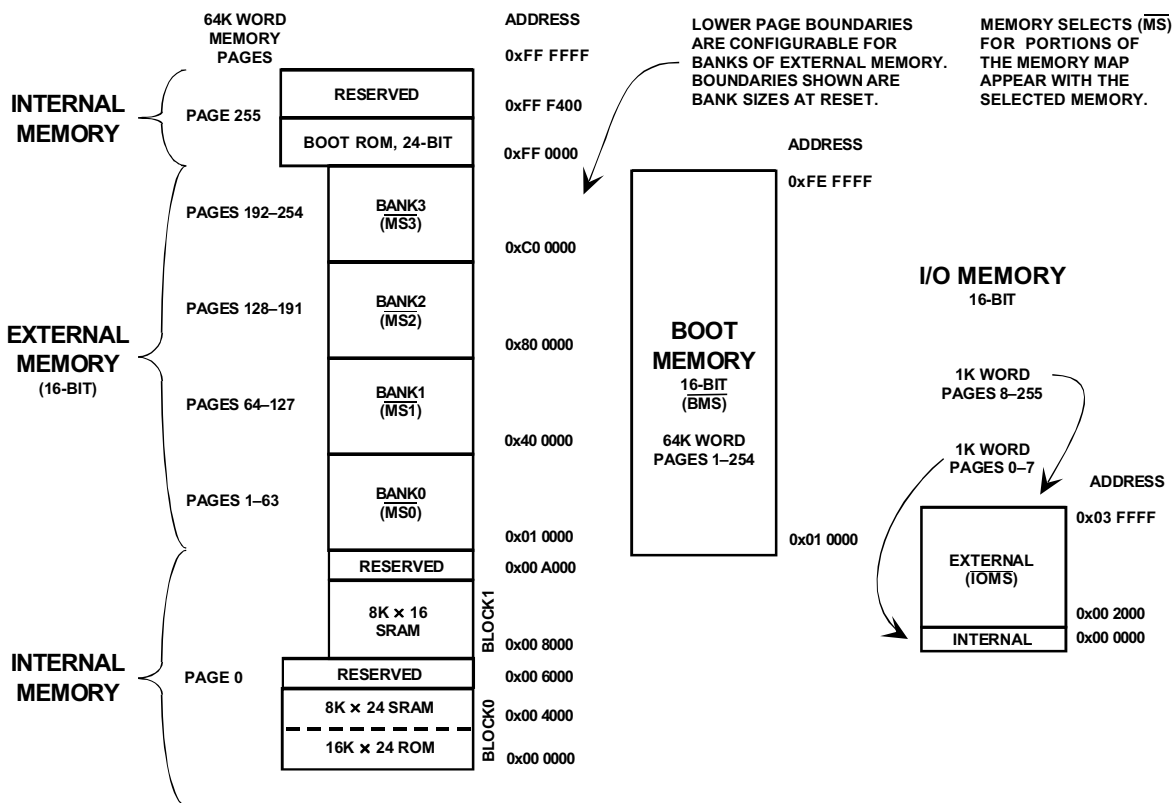 64K WORD
MEMORY
PAGES
ADDRESS
0xFF FFFF
LOWER PAGE BOUNDARIES
ARE CONFIGURABLE FOR
BANKS OF EXTERNAL MEMORY.
BOUNDARIES SHOWN ARE
BANK SIZES AT RESET.
MEMORY SELECTS (MS)
FOR PORTIONS OF
THE MEMORY MAP
APPEAR WITH THE
SELECTED MEMORY.
INTERNAL
MEMORY
PAGE 255
RESERVED
0xFF F400
BOOT ROM, 24-BIT
0xFF 0000
EXTERNAL
MEMORY
(16-BIT)
PAGES 192–254
BANK3
(MS3)
0xC0 0000
PAGES 128–191
BANK2
(MS2)
0x80 0000
PAGES 64–127
BANK1
(MS1)
0x40 0000
PAGES 1–63
BANK0
(MS0)
0x01 0000
INTERNAL
MEMORY
PAGE 0
RESERVED
0x00 A000
8K × 16
SRAM
BLOCK1
0x00 8000
RESERVED
0x00 6000
8K × 24 SRAM
0x00 4000
BLOCK0
16K × 24 ROM
0x00 0000
ADDRESS
0xFE FFFF
BOOT
MEMORY
16-BIT
(BMS)
64K WORD
PAGES 1–254
0x01 0000
I/O MEMORY
16-BIT
1K WORD
PAGES 8–255
1K WORD
PAGES 0–7
ADDRESS
0x03 FFFF
EXTERNAL
(IOMS)
0x00 2000
INTERNAL
0x00 0000